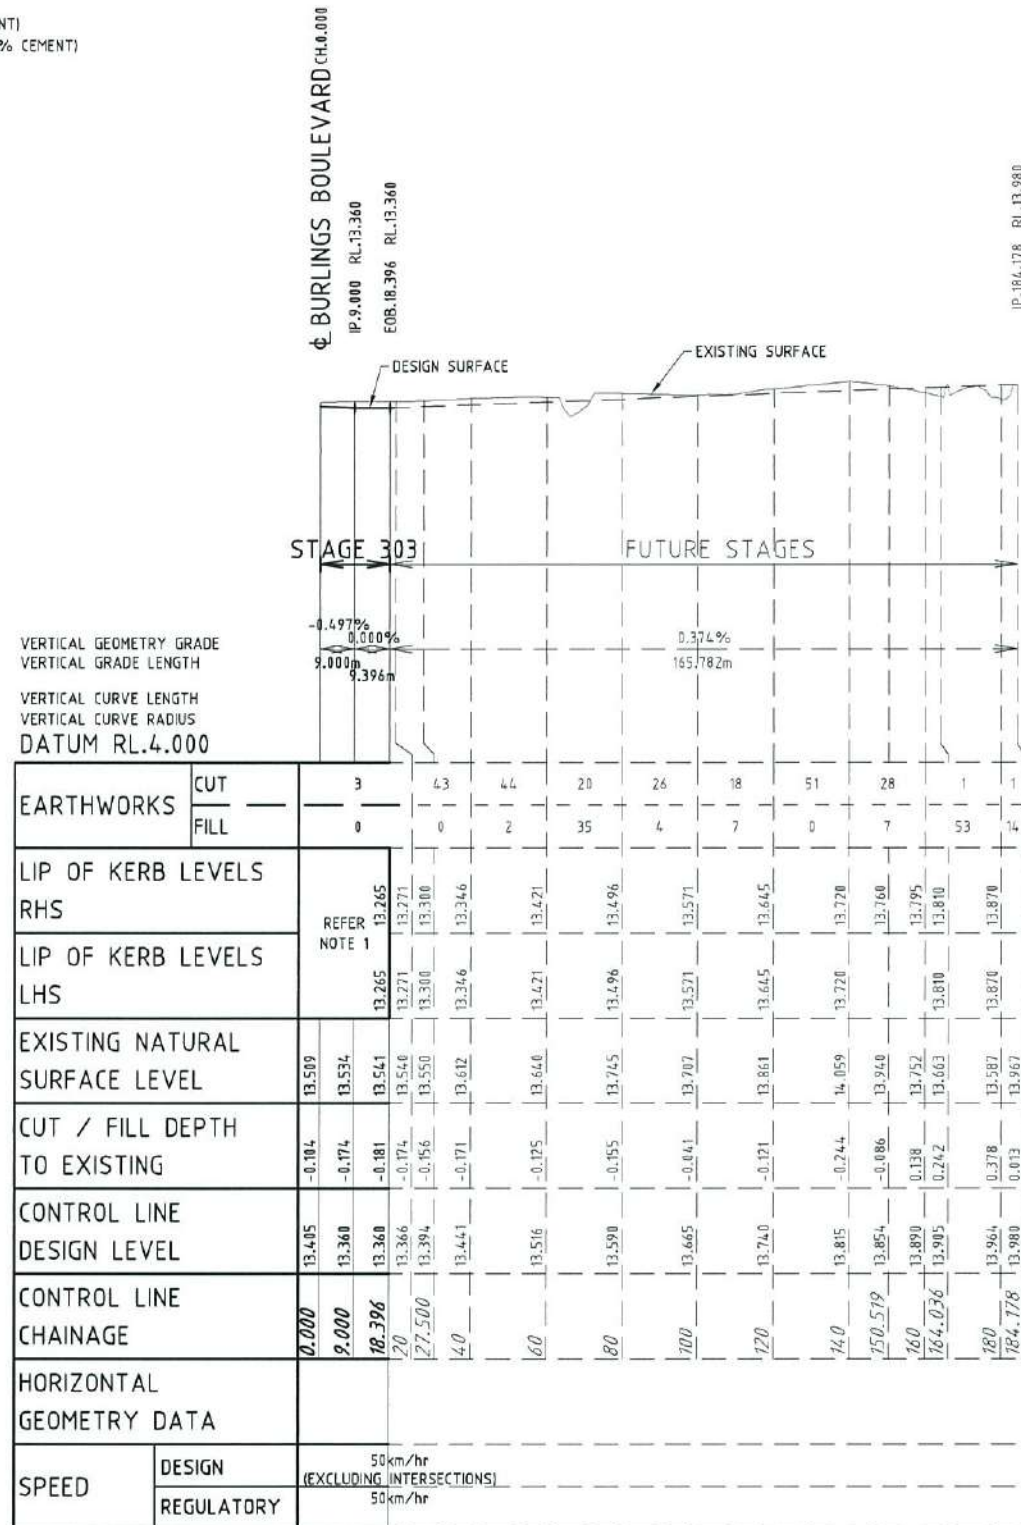 NT)
% CEMENT)
℄ BURLINGS BOULEVARD CH.0.000
IP.9.000 RL.13.360
EOB.18.396 RL.13.360
IP.184.178 RL.13.980
DESIGN SURFACE
EXISTING SURFACE
STAGE 303
FUTURE STAGES
VERTICAL GEOMETRY GRADE
-0.497% 0.000% 0.374%
VERTICAL GRADE LENGTH
9.000m 9.396m 165.782m
VERTICAL CURVE LENGTH
VERTICAL CURVE RADIUS
DATUM RL.4.000
EARTHWORKS
CUT 3 43 44 20 26 18 51 28 1 1
FILL 0 0 2 35 4 7 0 7 53 14
LIP OF KERB LEVELS
RHS
REFER
NOTE 1
13.265 13.271 13.300 13.346 13.421 13.496 13.571 13.645 13.720 13.760 13.795 13.810 13.870
LIP OF KERB LEVELS
LHS
13.265 13.271 13.300 13.346 13.421 13.496 13.571 13.645 13.720 13.810 13.870
EXISTING NATURAL
SURFACE LEVEL
13.509 13.534 13.541 13.540 13.550 13.612 13.640 13.745 13.707 13.861 14.059 13.940 13.752 13.663 13.587 13.967
CUT / FILL DEPTH
TO EXISTING
-0.104 -0.174 -0.181 -0.174 -0.156 -0.171 -0.125 -0.155 -0.041 -0.121 -0.244 -0.086 0.138 0.242 0.378 0.013
CONTROL LINE
DESIGN LEVEL
13.405 13.360 13.360 13.366 13.394 13.441 13.516 13.590 13.665 13.740 13.815 13.854 13.890 13.905 13.964 13.980
CONTROL LINE
CHAINAGE
0.000 9.000 18.396 20 27.500 40 60 80 100 120 140 150.519 160 164.036 180 184.178
HORIZONTAL
GEOMETRY DATA
SPEED
DESIGN
50km/hr
(EXCLUDING INTERSECTIONS)
REGULATORY
50km/hr